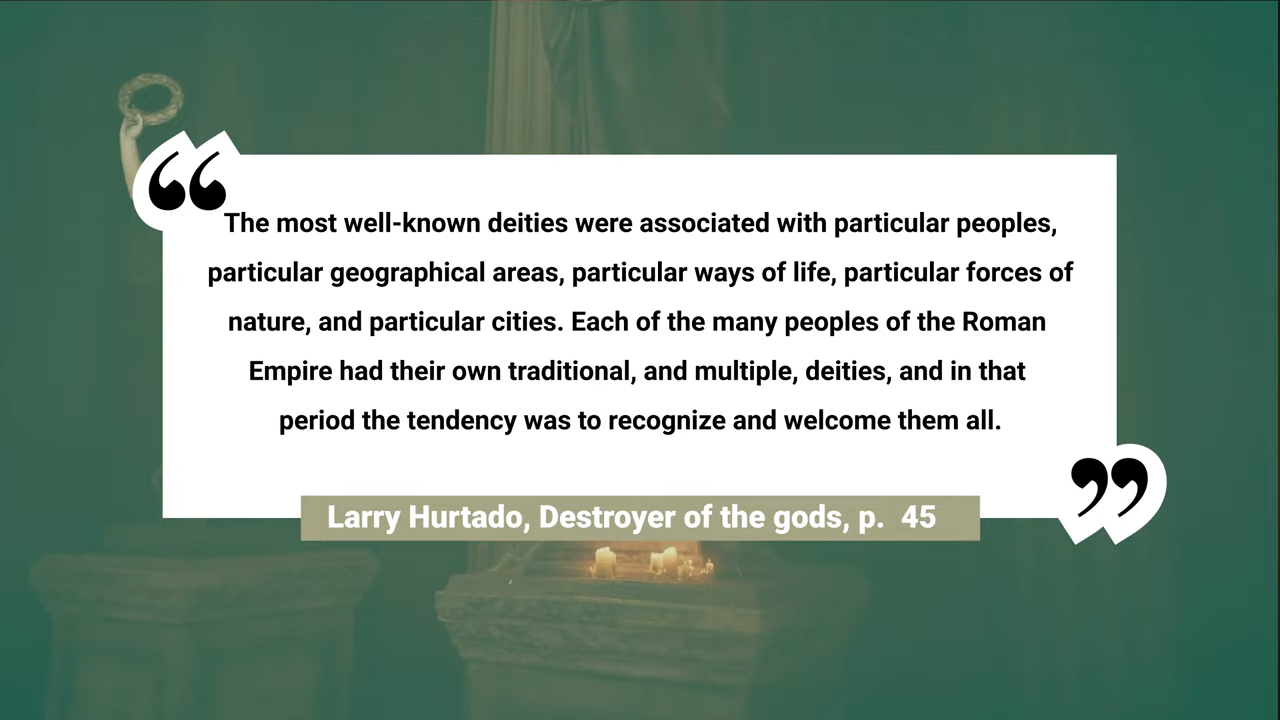 “
The most well-known deities were associated with particular peoples,
particular geographical areas, particular ways of life, particular forces of
nature, and particular cities. Each of the many peoples of the Roman
Empire had their own traditional, and multiple, deities, and in that
period the tendency was to recognize and welcome them all.
”
Larry Hurtado, Destroyer of the gods, p.  45